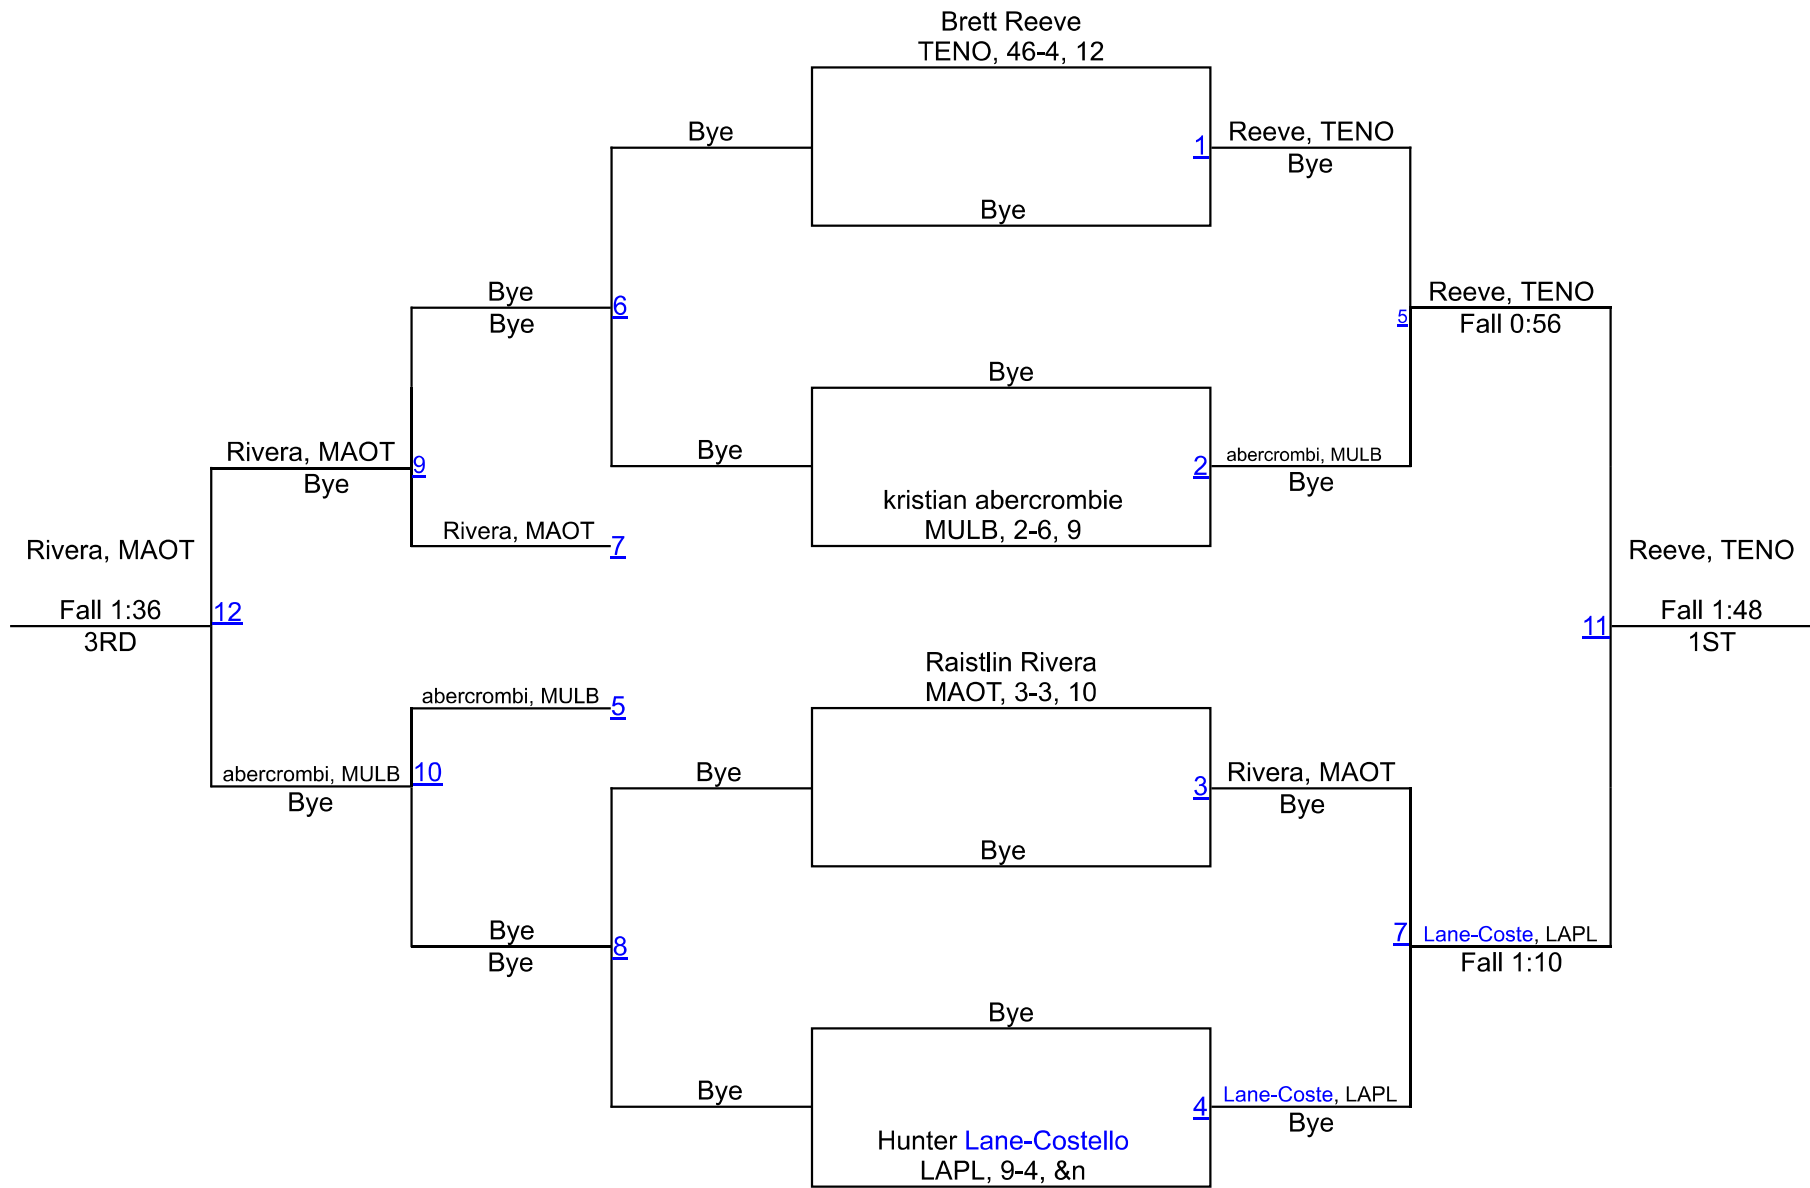 Brett Reeve
TENO, 46-4, 12
Bye
1
Reeve, TENO
Bye
Bye
Bye
Bye
6
Reeve, TENO
Fall 0:56
5
Bye
Rivera, MAOT
Bye
9
Bye
2
abercrombi, MULB
Bye
kristian abercrombie
MULB, 2-6, 9
Rivera, MAOT
7
Rivera, MAOT
Fall 1:36
3RD
12
Reeve, TENO
Fall 1:48
1ST
11
Raistlin Rivera
MAOT, 3-3, 10
abercrombi, MULB
5
abercrombi, MULB
Bye
10
Bye
3
Rivera, MAOT
Bye
Bye
Bye
Bye
8
7
Lane-Coste, LAPL
Fall 1:10
Bye
Bye
4
Lane-Coste, LAPL
Bye
Hunter Lane-Costello
LAPL, 9-4, &n